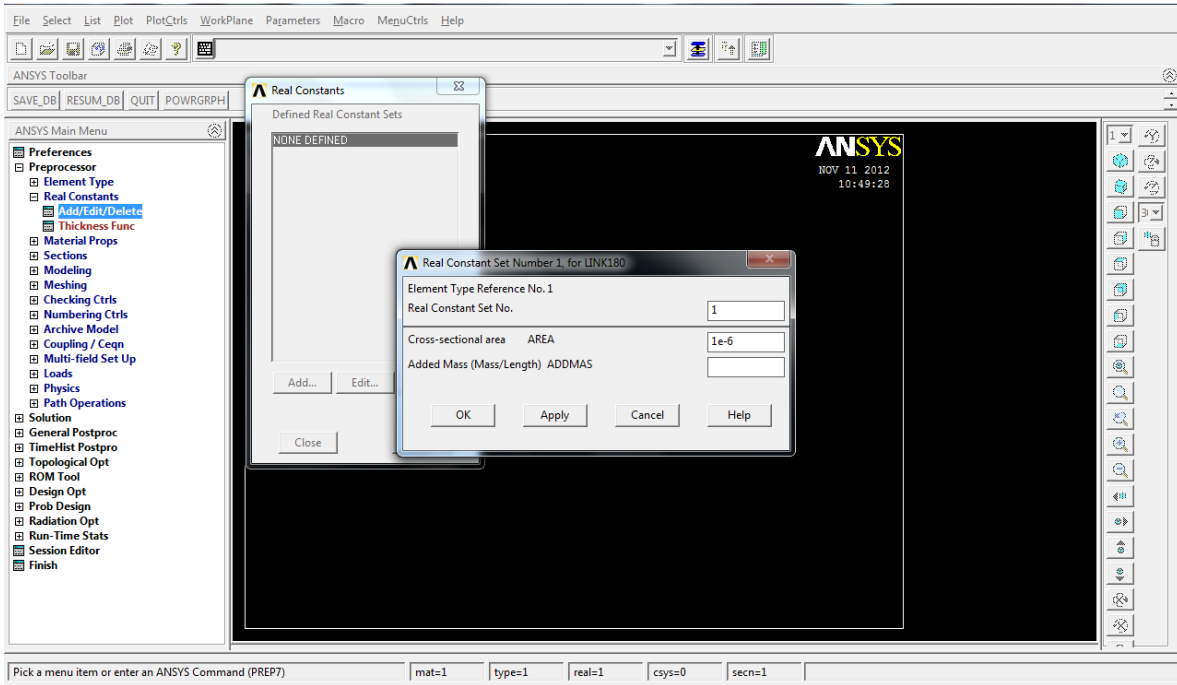 File Select List Plot PlotCtrls WorkPlane Parameters Macro MenuCtrls Help
ANSYS Toolbar
SAVE_DB RESUM_DB QUIT POWRGRPH
ANSYS Main Menu
Preferences
Preprocessor
Element Type
Real Constants
Add/Edit/Delete
Thickness Func
Material Props
Sections
Modeling
Meshing
Checking Ctrls
Numbering Ctrls
Archive Model
Coupling / Ceqn
Multi-field Set Up
Loads
Physics
Path Operations
Solution
General Postproc
TimeHist Postpro
Topological Opt
ROM Tool
Design Opt
Prob Design
Radiation Opt
Run-Time Stats
Session Editor
Finish
Real Constants
Defined Real Constant Sets
NONE DEFINED
Add... Edit...
Close
ANSYS
NOV 11 2012
10:49:28
Real Constant Set Number 1, for LINK180
Element Type Reference No. 1
Real Constant Set No. 1
Cross-sectional area AREA 1e-6
Added Mass (Mass/Length) ADDMAS
OK Apply Cancel Help
1
Pick a menu item or enter an ANSYS Command (PREP7) mat=1 type=1 real=1 csys=0 secn=1